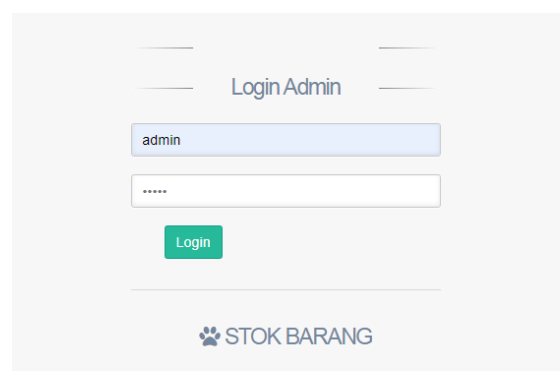 Login Admin
admin
•••••
Login
STOK BARANG